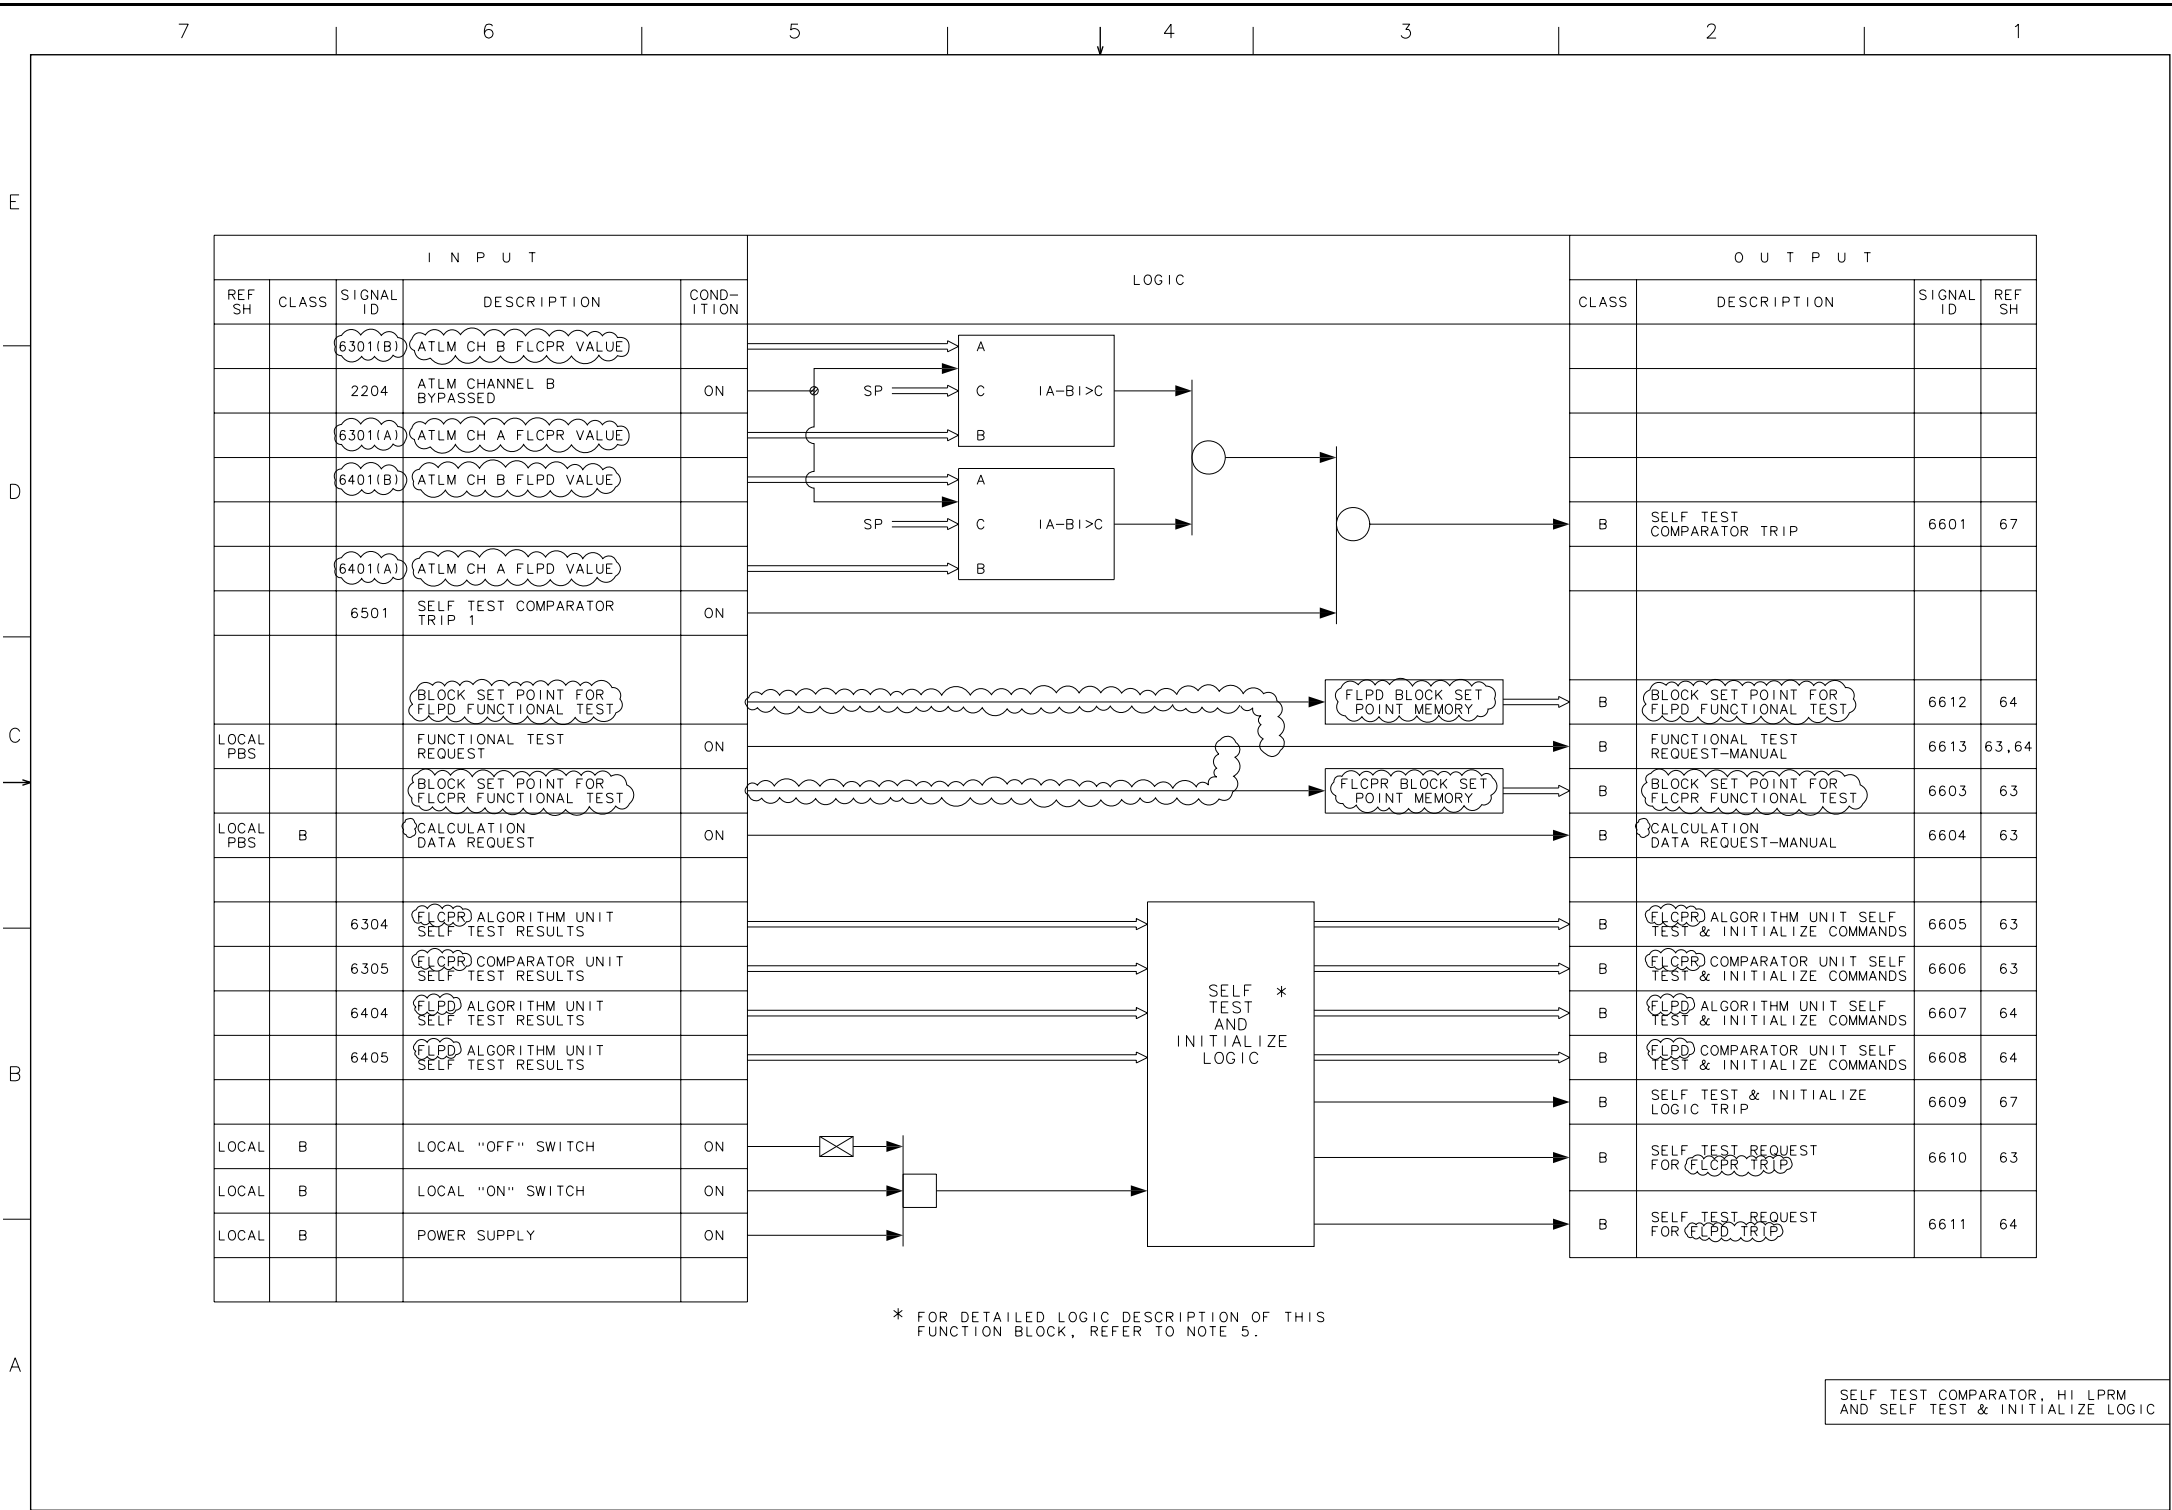 7 6 5 4 3 2 1
E
D
C
B
A
INPUT
LOGIC
OUTPUT
REF SH
CLASS
SIGNAL ID
DESCRIPTION
COND-ITION
CLASS
DESCRIPTION
SIGNAL ID
REF SH
6301(B) ATLM CH B FLCPR VALUE
A
2204 ATLM CHANNEL B
BYPASSED
ON
SP
C
|A-B|>C
6301(A) ATLM CH A FLCPR VALUE
B
6401(B) ATLM CH B FLPD VALUE
A
SP
C
|A-B|>C
B
SELF TEST
COMPARATOR TRIP
6601
67
6401(A) ATLM CH A FLPD VALUE
B
6501 SELF TEST COMPARATOR
TRIP 1
ON
BLOCK SET POINT FOR
FLPD FUNCTIONAL TEST
FLPD BLOCK SET
POINT MEMORY
B
BLOCK SET POINT FOR
FLPD FUNCTIONAL TEST
6612
64
LOCAL
PBS
FUNCTIONAL TEST
REQUEST
ON
B
FUNCTIONAL TEST
REQUEST-MANUAL
6613
63,64
BLOCK SET POINT FOR
FLCPR FUNCTIONAL TEST
FLCPR BLOCK SET
POINT MEMORY
B
BLOCK SET POINT FOR
FLCPR FUNCTIONAL TEST
6603
63
LOCAL
PBS
B
CALCULATION
DATA REQUEST
ON
B
CALCULATION
DATA REQUEST-MANUAL
6604
63
6304 FLCPR ALGORITHM UNIT
SELF TEST RESULTS
B
FLCPR ALGORITHM UNIT SELF
TEST & INITIALIZE COMMANDS
6605
63
6305 FLCPR COMPARATOR UNIT
SELF TEST RESULTS
B
FLCPR COMPARATOR UNIT SELF
TEST & INITIALIZE COMMANDS
6606
63
SELF *
TEST
AND
INITIALIZE
LOGIC
6404 FLPD ALGORITHM UNIT
SELF TEST RESULTS
B
FLPD ALGORITHM UNIT SELF
TEST & INITIALIZE COMMANDS
6607
64
6405 FLPD ALGORITHM UNIT
SELF TEST RESULTS
B
FLPD COMPARATOR UNIT SELF
TEST & INITIALIZE COMMANDS
6608
64
B
SELF TEST & INITIALIZE
LOGIC TRIP
6609
67
LOCAL B LOCAL "OFF" SWITCH ON
B
SELF TEST REQUEST
FOR FLCPR TRIP
6610
63
LOCAL B LOCAL "ON" SWITCH ON
LOCAL B POWER SUPPLY ON
B
SELF TEST REQUEST
FOR FLPD TRIP
6611
64
* FOR DETAILED LOGIC DESCRIPTION OF THIS
FUNCTION BLOCK, REFER TO NOTE 5.
SELF TEST COMPARATOR, HI LPRM
AND SELF TEST & INITIALIZE LOGIC